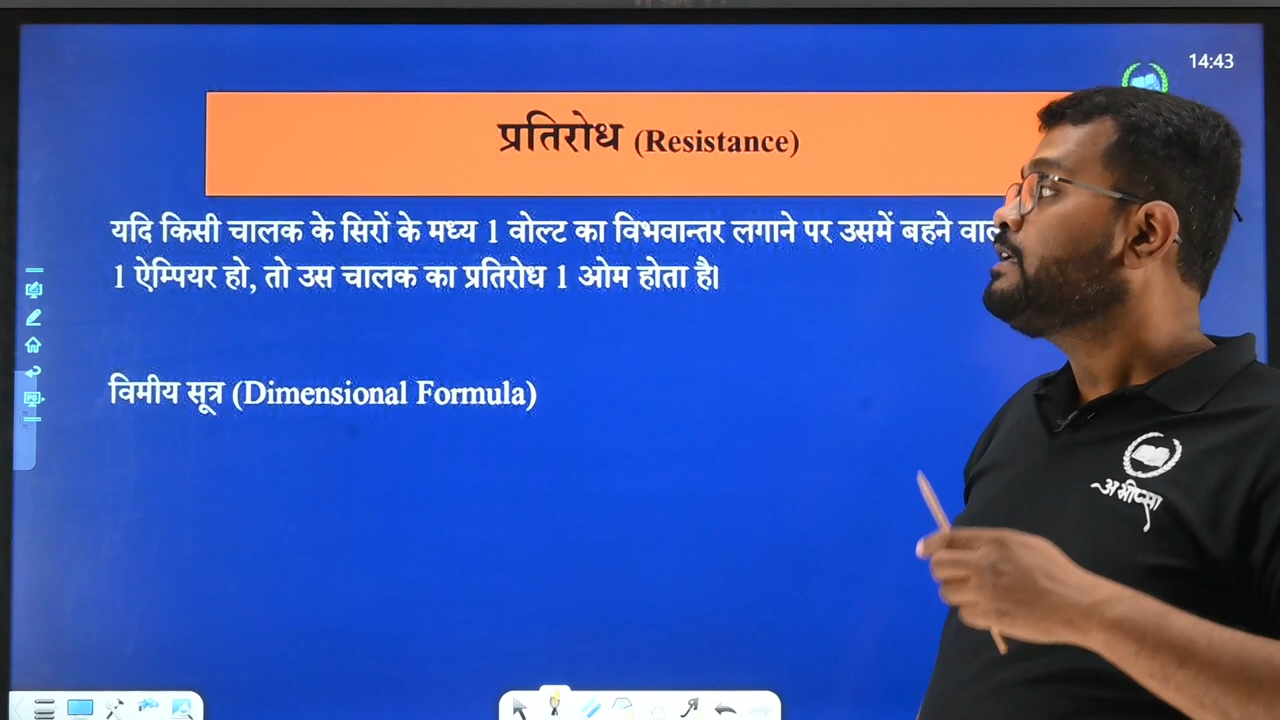 14:43
प्रतिरोध (Resistance)
यदि किसी चालक के सिरों के मध्य 1 वोल्ट का विभवान्तर लगाने पर उसमें बहने
1 ऐम्पियर हो, तो उस चालक का प्रतिरोध 1 ओम होता है।
विमीय सूत्र (Dimensional Formula)
अभीप्सा